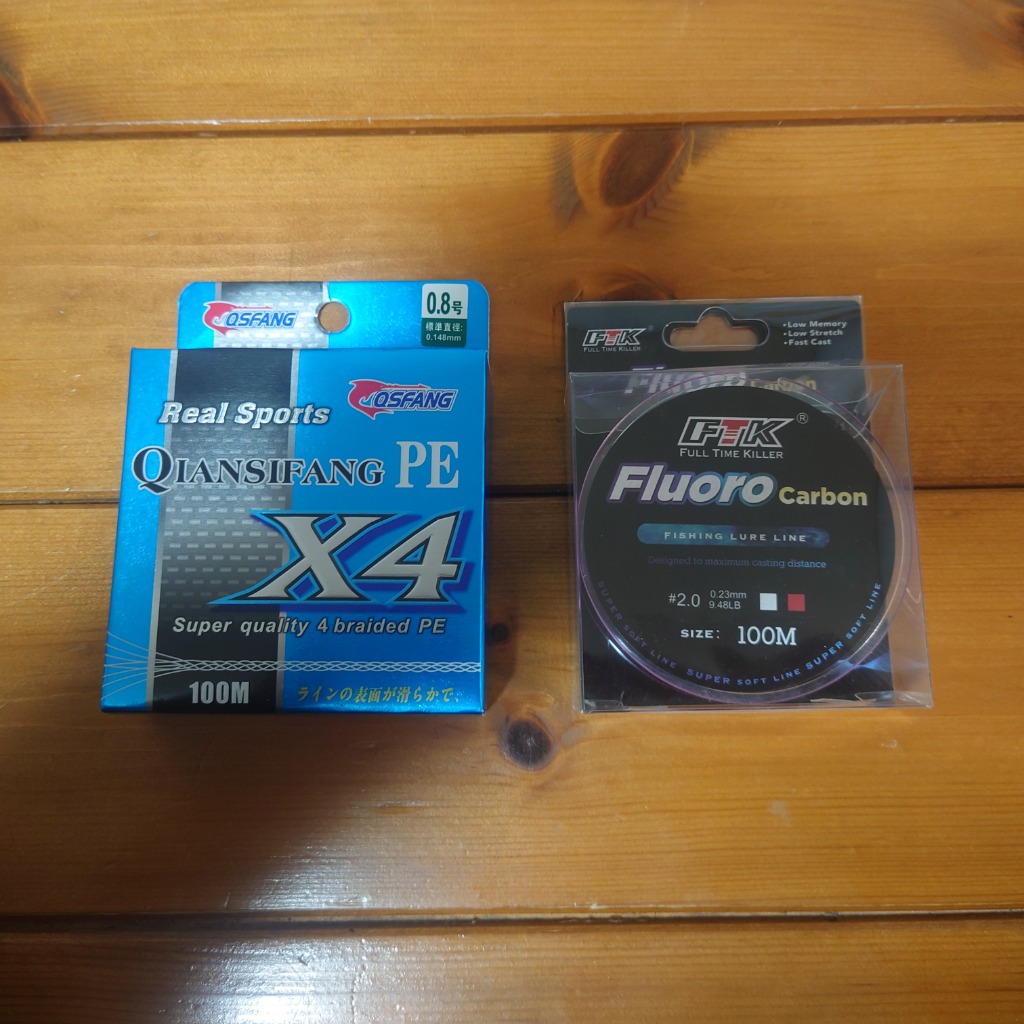 QSFANG
0.8号
標準直徑:
0.148mm
QSFANG
Real Sports
QIANSIFANG PE
X4
Super quality 4 braided PE
100M
ラインの表面が滑らかで、
FTK
FULL TIME KILLER
•Low Memory
•Low Stretch
•Fast Cast
Fluoro Carbon
FTK®
FULL TIME KILLER
Fluoro Carbon
FISHING LURE LINE
Designed to maximum casting distance
#2.0
0.23mm
9.48LB
SIZE: 100M
SUPER SOFT LINE SUPER SOFT LINE SUPER SOFT LINE